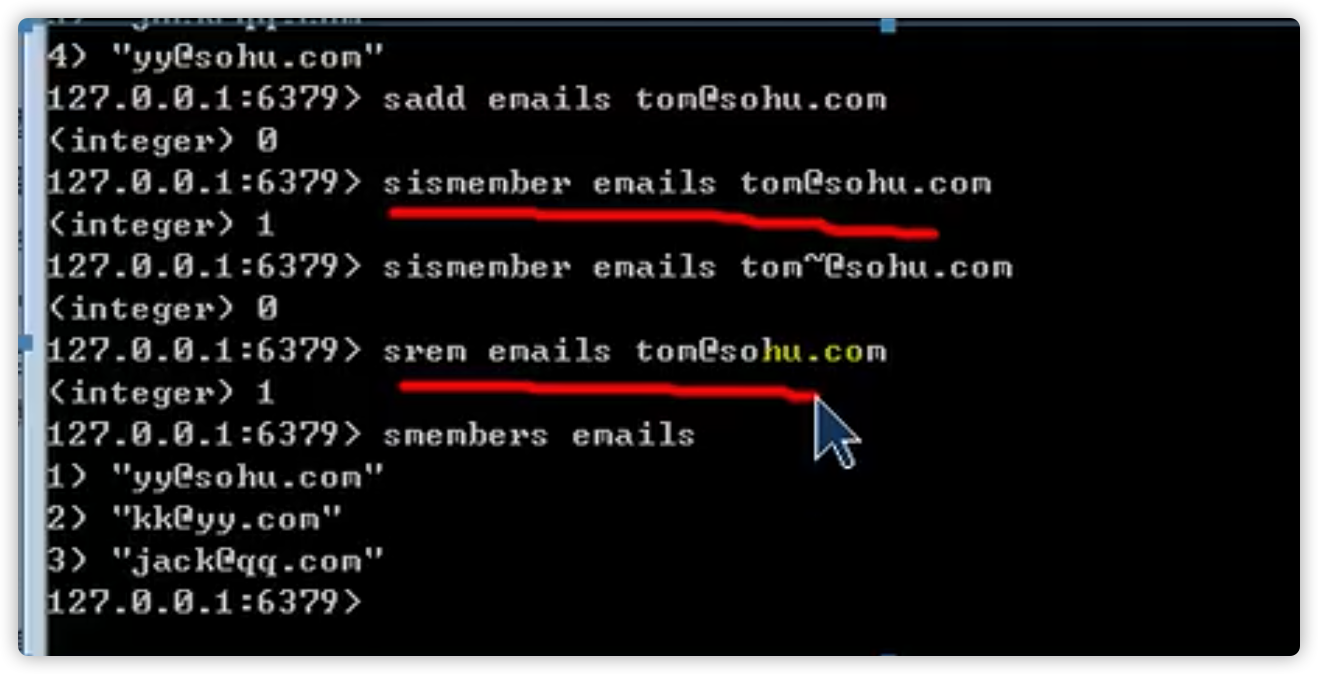 4) "yy@sohu.com"
127.0.0.1:6379> sadd emails tom@sohu.com
(integer) 0
127.0.0.1:6379> sismember emails tom@sohu.com
(integer) 1
127.0.0.1:6379> sismember emails tom~@sohu.com
(integer) 0
127.0.0.1:6379> srem emails tom@sohu.com
(integer) 1
127.0.0.1:6379> smembers emails
1) "yy@sohu.com"
2) "kk@yy.com"
3) "jack@qq.com"
127.0.0.1:6379>